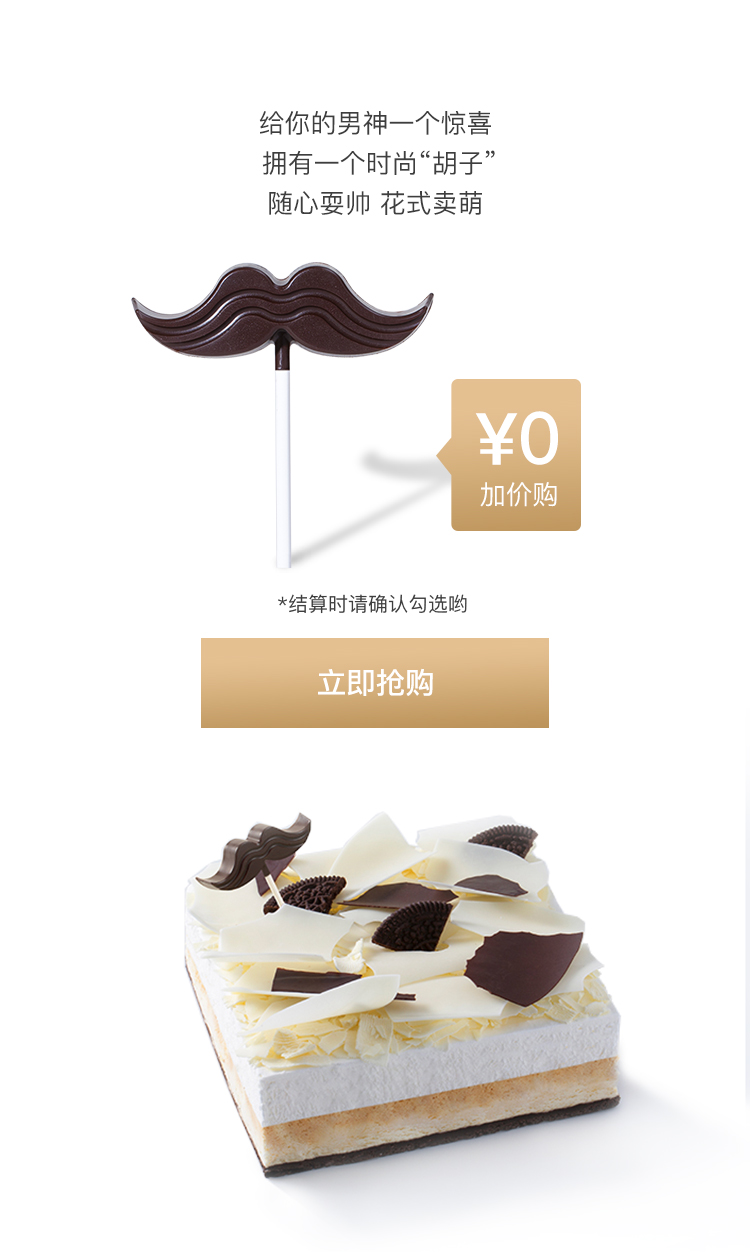 给你的男神一个惊喜
拥有一个时尚“胡子”
随心耍帅 花式卖萌
¥0
加价购
*结算时请确认勾选哟
立即抢购